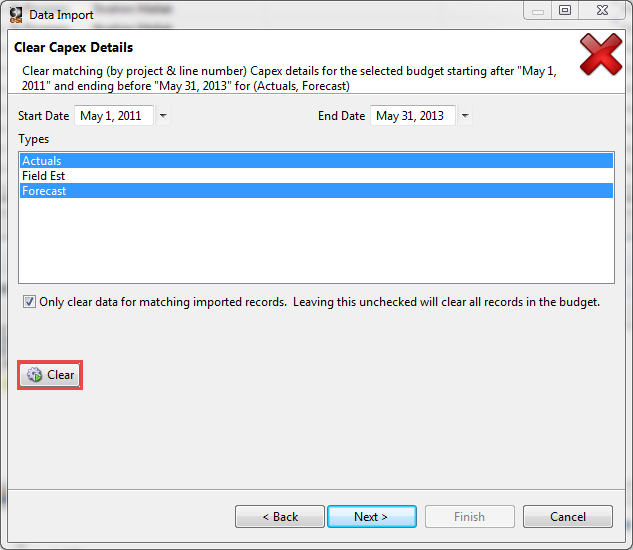 Data Import
Clear Capex Details
Clear matching (by project & line number) Capex details for the selected budget starting after "May 1,
2011" and ending before "May 31, 2013" for (Actuals, Forecast)
Start Date May 1, 2011 End Date May 31, 2013
Types
Actuals
Field Est
Forecast
Only clear data for matching imported records. Leaving this unchecked will clear all records in the budget.
Clear
< Back Next > Finish Cancel